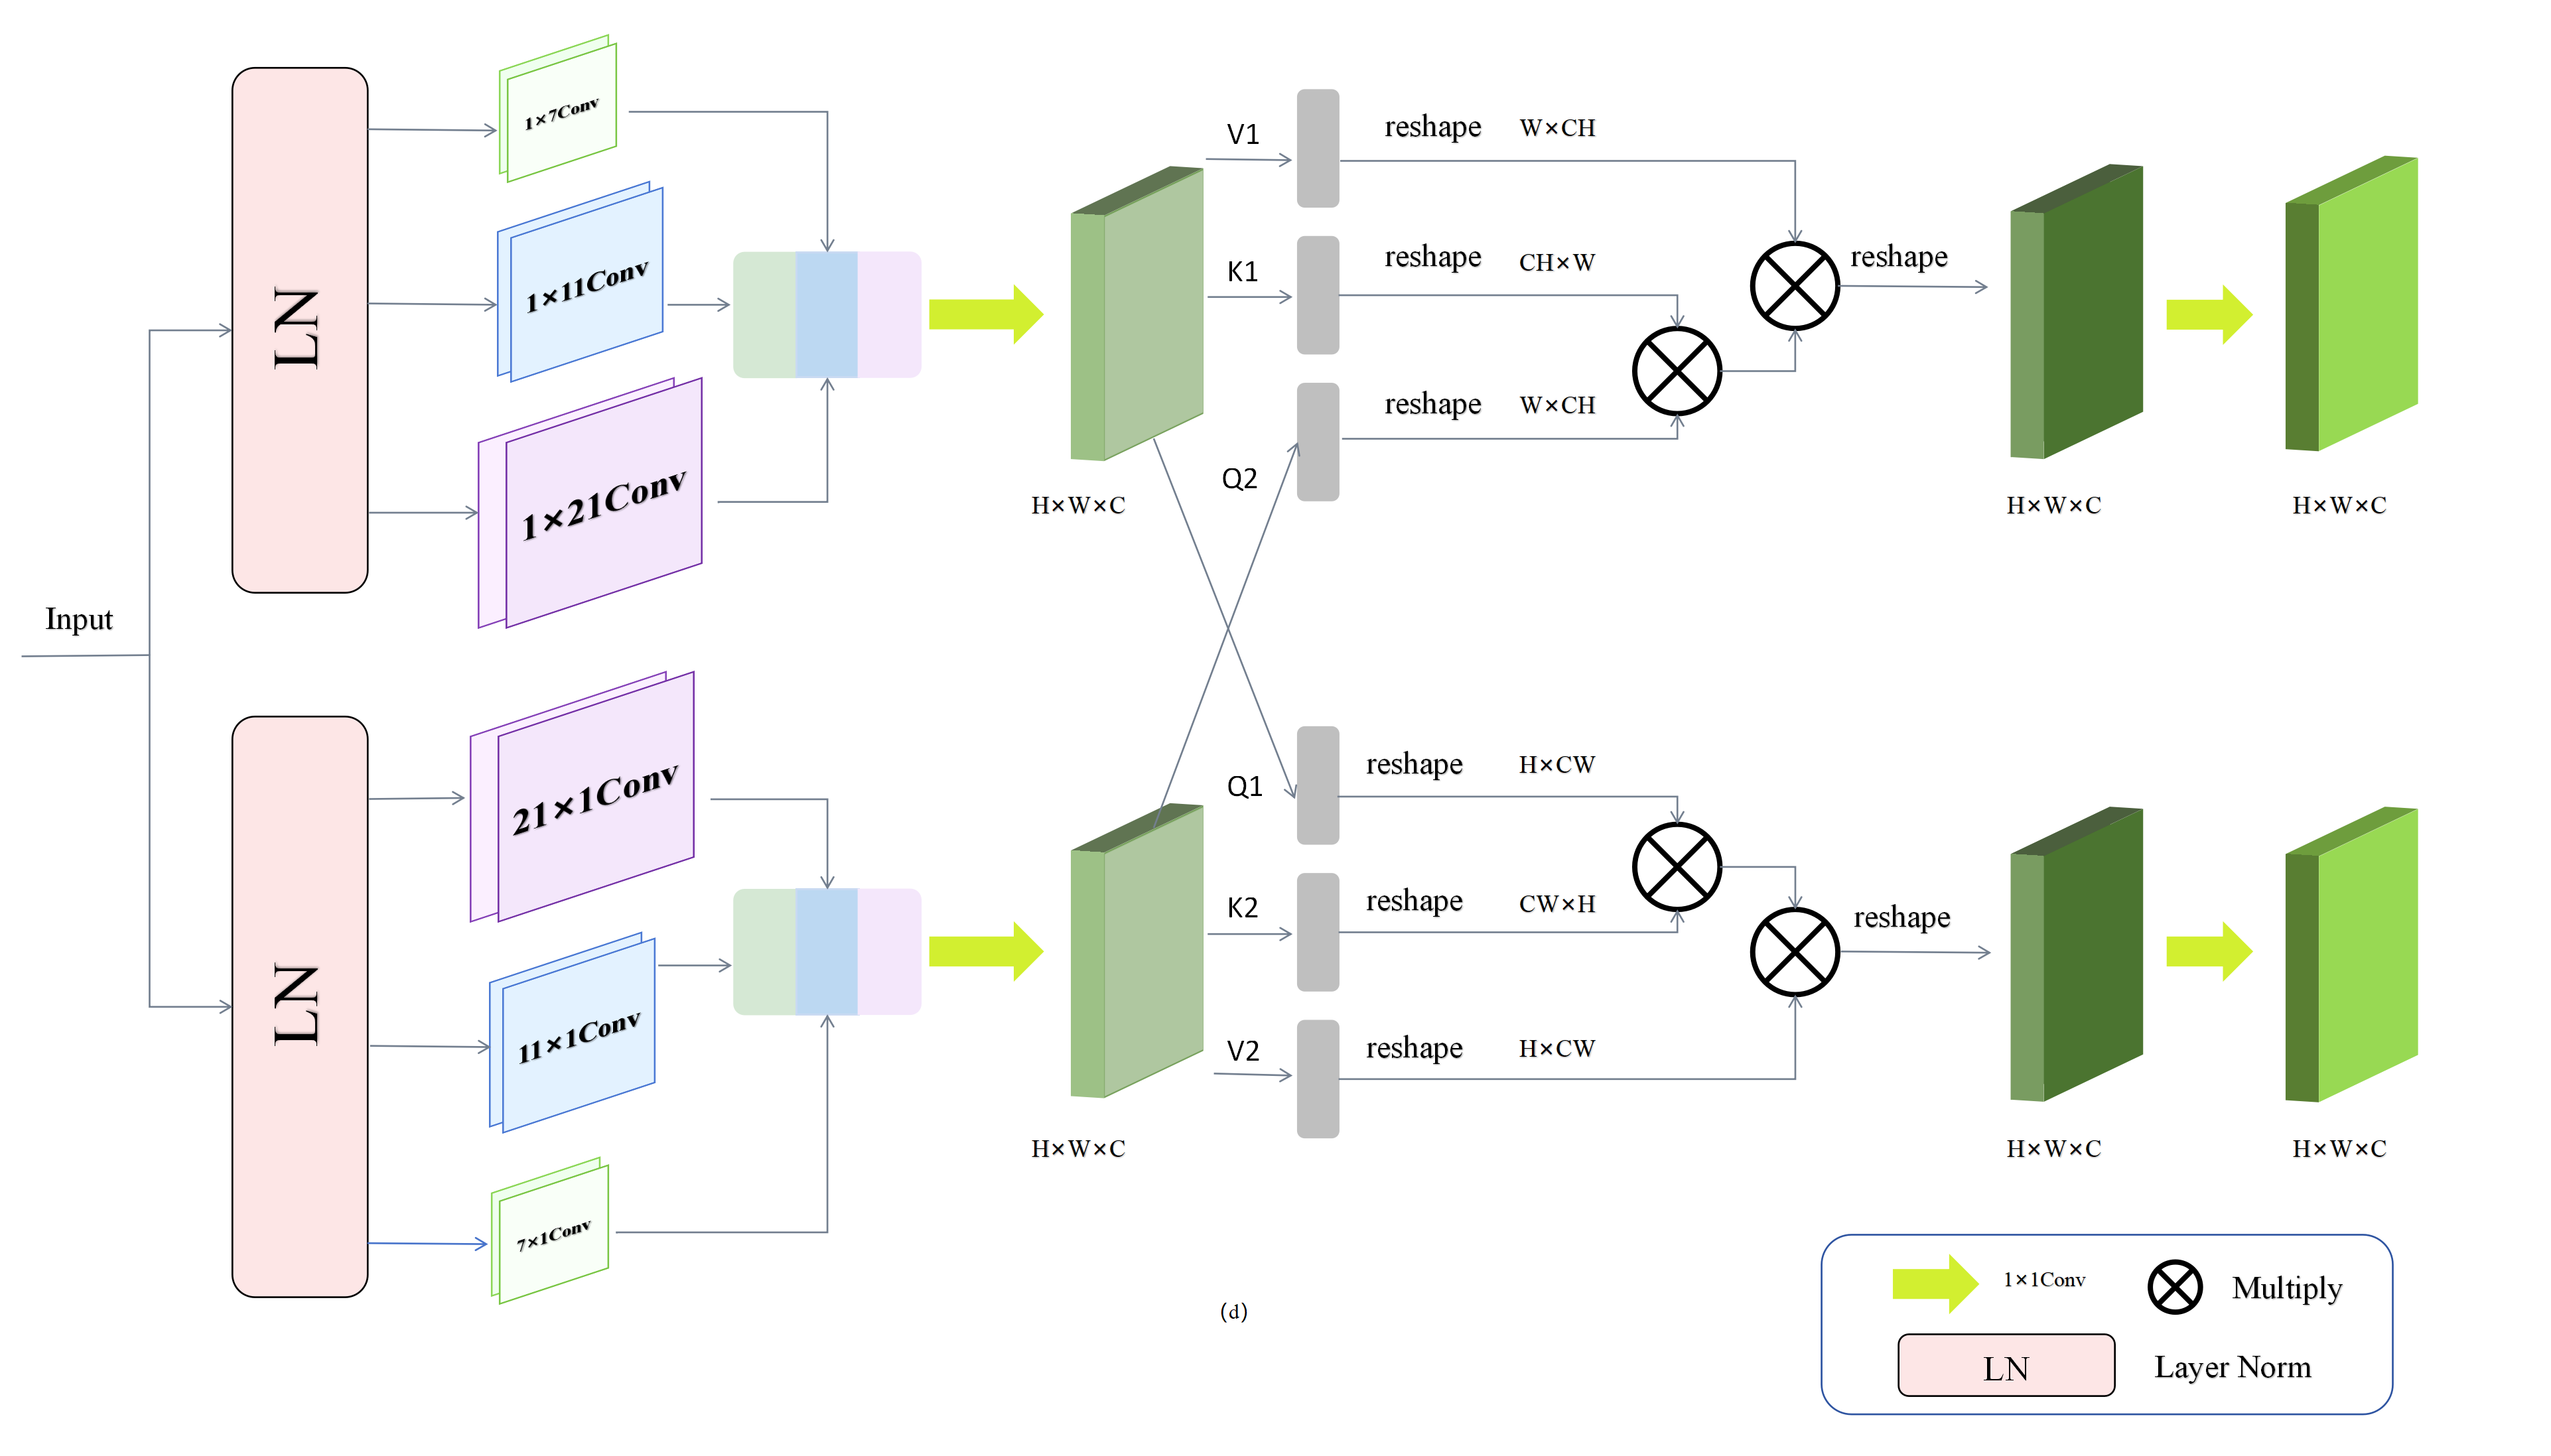 Input
LN
1×7Conv
1×11Conv
1×21Conv
H×W×C
V1
reshape W×CH
K1
reshape CH×W
Q2
reshape W×CH
reshape
H×W×C
H×W×C
LN
21×1Conv
11×1Conv
7×1Conv
H×W×C
Q1
reshape H×CW
K2
reshape CW×H
V2
reshape H×CW
reshape
H×W×C
H×W×C
(d)
1×1Conv
Multiply
LN
Layer Norm